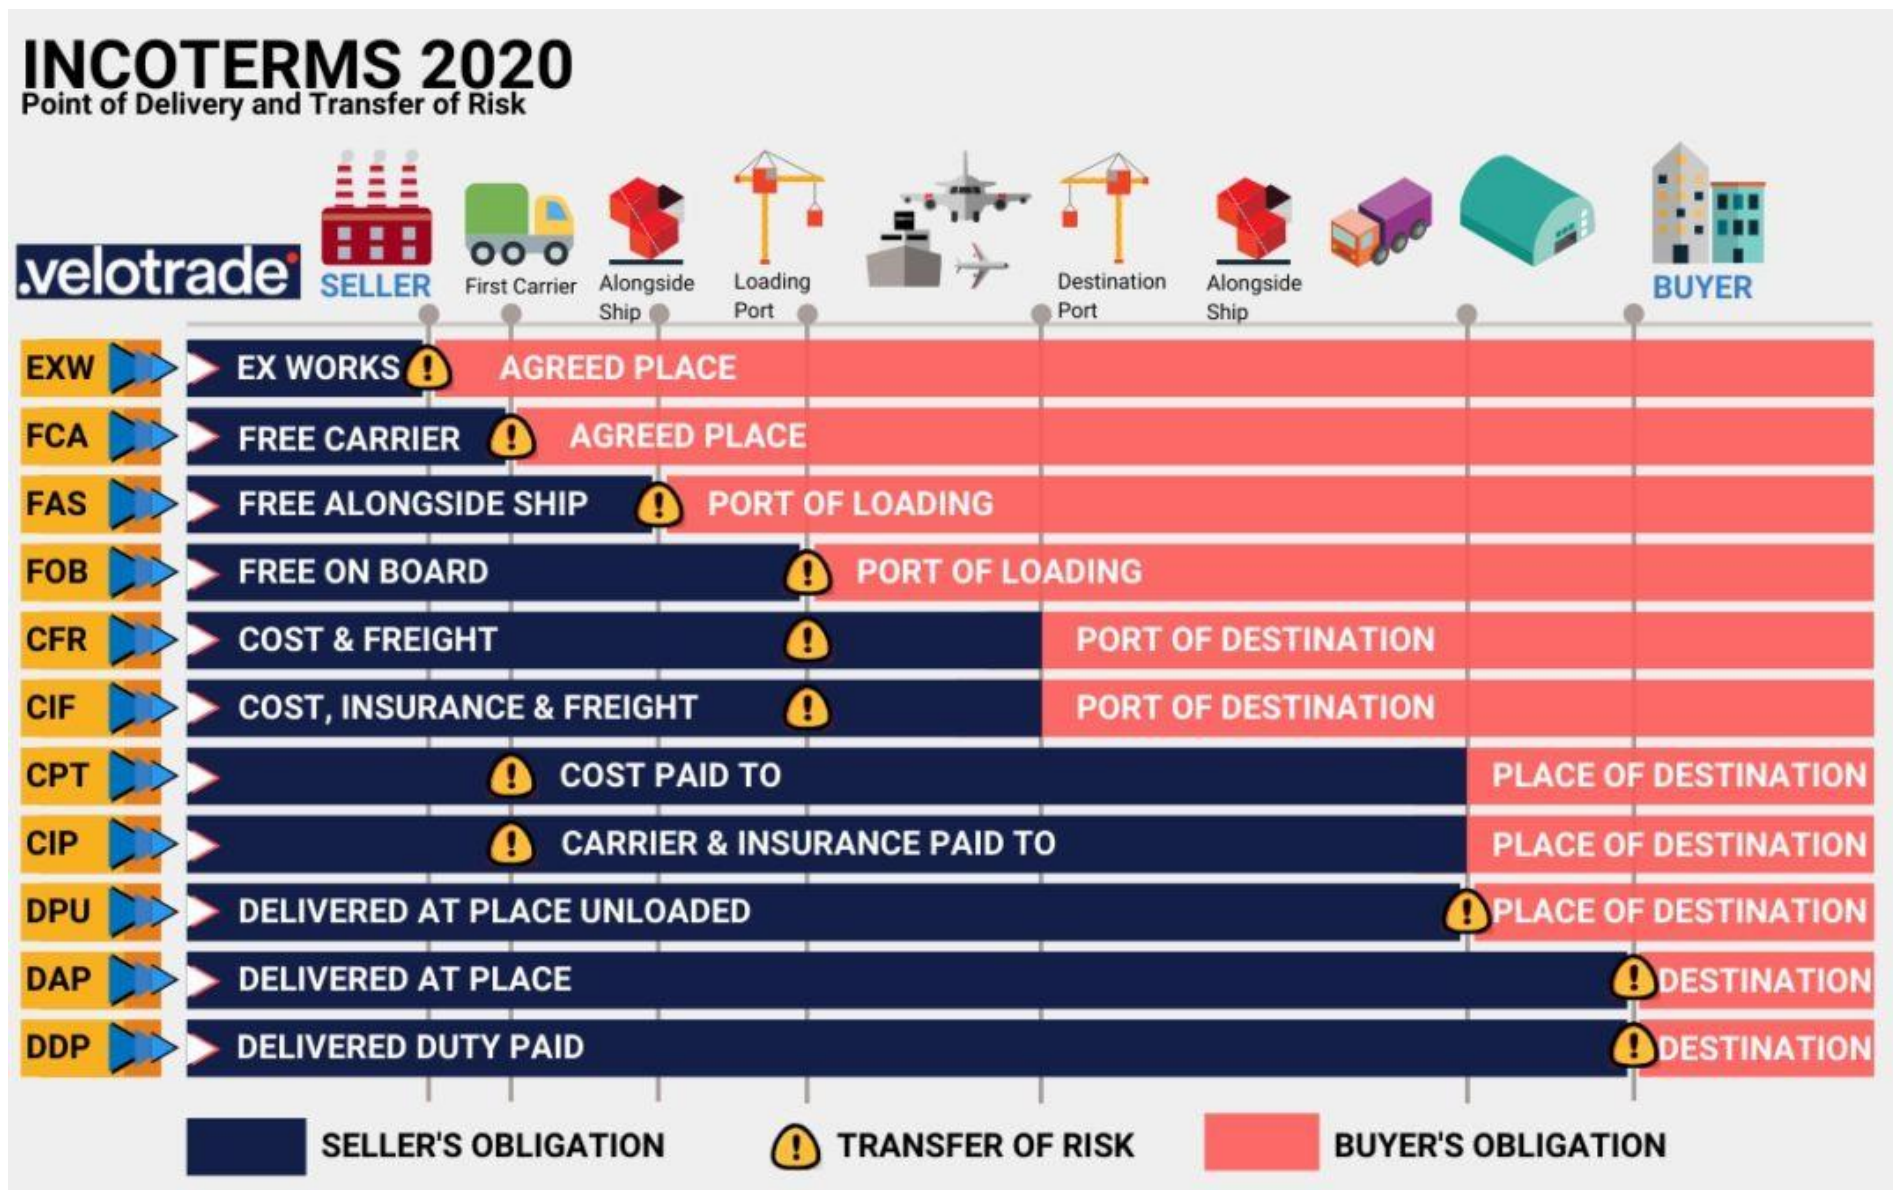 INCOTERMS 2020
Point of Delivery and Transfer of Risk
.velotrade
SELLER
First Carrier
Alongside
Ship
Loading
Port
Destination
Port
Alongside
Ship
BUYER
EXW EX WORKS AGREED PLACE
FCA FREE CARRIER AGREED PLACE
FAS FREE ALONGSIDE SHIP PORT OF LOADING
FOB FREE ON BOARD PORT OF LOADING
CFR COST & FREIGHT PORT OF DESTINATION
CIF COST, INSURANCE & FREIGHT PORT OF DESTINATION
CPT COST PAID TO PLACE OF DESTINATION
CIP CARRIER & INSURANCE PAID TO PLACE OF DESTINATION
DPU DELIVERED AT PLACE UNLOADED PLACE OF DESTINATION
DAP DELIVERED AT PLACE DESTINATION
DDP DELIVERED DUTY PAID DESTINATION
SELLER'S OBLIGATION TRANSFER OF RISK BUYER'S OBLIGATION